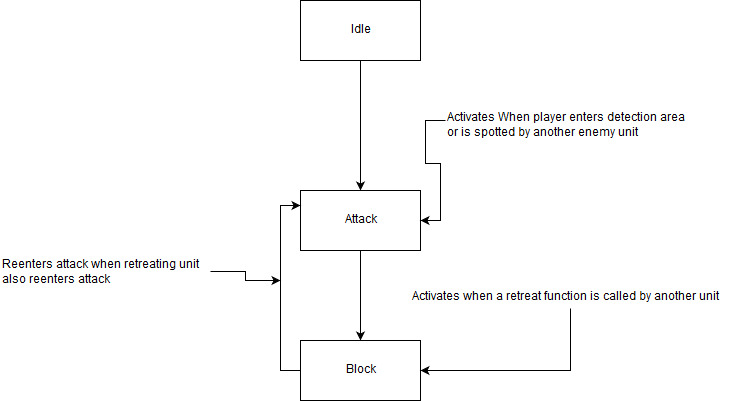 Idle
Activates When player enters detection area
or is spotted by another enemy unit
Attack
Reenters attack when retreating unit
also reenters attack
Activates when a retreat function is called by another unit
Block